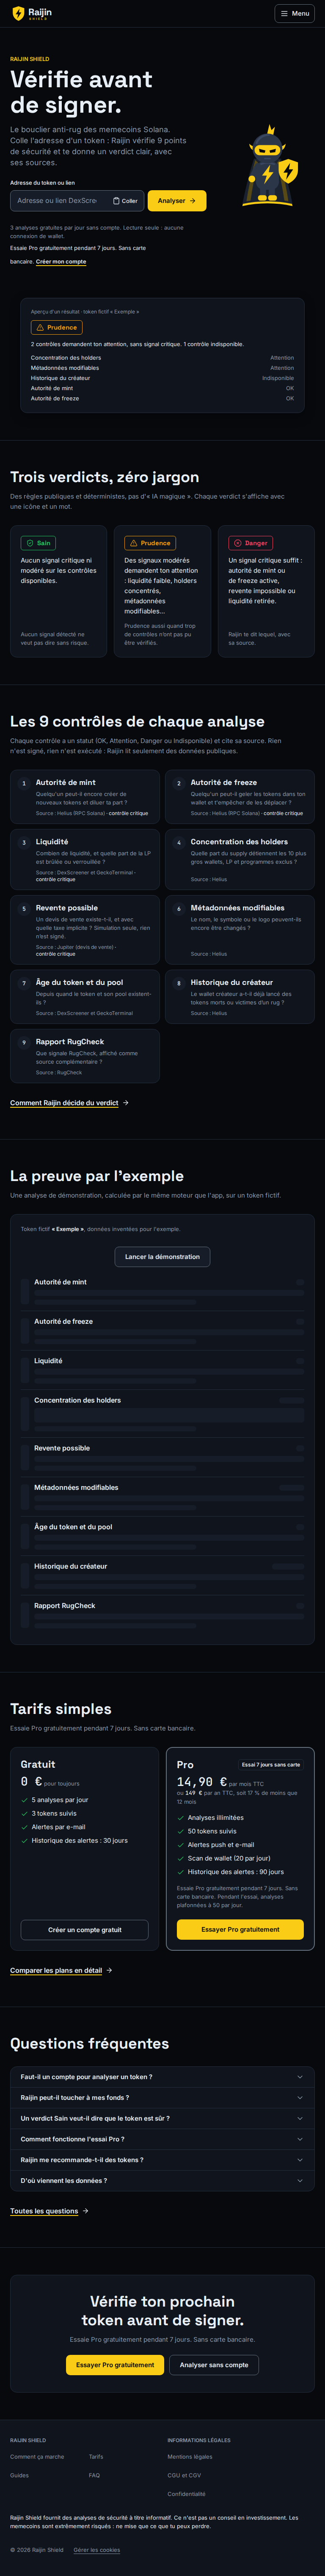 Raijin
SHIELD
Menu
RAIJIN SHIELD
Vérifie avant
de signer.
Le bouclier anti-rug des memecoins Solana.
Colle l'adresse d'un token : Raijin vérifie 9 points
de sécurité et te donne un verdict clair, avec
ses sources.
Adresse du token ou lien
Adresse ou lien DexScre
Coller
Analyser
3 analyses gratuites par jour sans compte. Lecture seule : aucune
connexion de wallet.
Essaie Pro gratuitement pendant 7 jours. Sans carte
bancaire. Créer mon compte
Aperçu d'un résultat · token fictif « Exemple »
Prudence
2 contrôles demandent ton attention, sans signal critique. 1 contrôle indisponible.
Concentration des holders Attention
Métadonnées modifiables Attention
Historique du créateur Indisponible
Autorité de mint OK
Autorité de freeze OK
Trois verdicts, zéro jargon
Des règles publiques et déterministes, pas d'« IA magique ». Chaque verdict s'affiche avec
une icône et un mot.
Sain
Aucun signal critique ni
modéré sur les contrôles
disponibles.
Aucun signal détecté ne
veut pas dire sans risque.
Prudence
Des signaux modérés
demandent ton attention
: liquidité faible, holders
concentrés,
métadonnées
modifiables...
Prudence aussi quand trop
de contrôles n'ont pas pu
être vérifiés.
Danger
Un signal critique suffit :
autorité de mint ou
de freeze active,
revente impossible ou
liquidité retirée.
Raijin te dit lequel, avec
sa source.
Les 9 contrôles de chaque analyse
Chaque contrôle a un statut (OK, Attention, Danger ou Indisponible) et cite sa source. Rien
n'est signé, rien n'est exécuté : Raijin lit seulement des données publiques.
1
Autorité de mint
Quelqu'un peut-il encore créer de
nouveaux tokens et diluer ta part ?
Source : Helius (RPC Solana) · contrôle critique
2
Autorité de freeze
Quelqu'un peut-il geler les tokens dans ton
wallet et t'empêcher de les déplacer ?
Source : Helius (RPC Solana) · contrôle critique
3
Liquidité
Combien de liquidité, et quelle part de la LP
est brûlée ou verrouillée ?
Source : DexScreener et GeckoTerminal ·
contrôle critique
4
Concentration des holders
Quelle part du supply détiennent les 10 plus
gros wallets, LP et programmes exclus ?
Source : Helius
5
Revente possible
Un devis de vente existe-t-il, et avec
quelle taxe implicite ? Simulation seule, rien
n'est signé.
Source : Jupiter (devis de vente) ·
contrôle critique
6
Métadonnées modifiables
Le nom, le symbole ou le logo peuvent-ils
encore être changés ?
Source : Helius
7
Âge du token et du pool
Depuis quand le token et son pool existent-
ils ?
Source : DexScreener et GeckoTerminal
8
Historique du créateur
Le wallet créateur a-t-il déjà lancé des
tokens morts ou victimes d'un rug ?
Source : Helius
9
Rapport RugCheck
Que signale RugCheck, affiché comme
source complémentaire ?
Source : RugCheck
Comment Raijin décide du verdict
La preuve par l'exemple
Une analyse de démonstration, calculée par le même moteur que l'app, sur un token fictif.
Token fictif « Exemple », données inventées pour l'exemple.
Lancer la démonstration
Autorité de mint
Autorité de freeze
Liquidité
Concentration des holders
Revente possible
Métadonnées modifiables
Âge du token et du pool
Historique du créateur
Rapport RugCheck
Tarifs simples
Essaie Pro gratuitement pendant 7 jours. Sans carte bancaire.
Gratuit
0 € pour toujours
5 analyses par jour
3 tokens suivis
Alertes par e-mail
Historique des alertes : 30 jours
Créer un compte gratuit
Pro
Essai 7 jours sans carte
14,90 € par mois TTC
ou 149 € par an TTC, soit 17 % de moins que
12 mois
Analyses illimitées
50 tokens suivis
Alertes push et e-mail
Scan de wallet (20 par jour)
Historique des alertes : 90 jours
Essaie Pro gratuitement pendant 7 jours. Sans
carte bancaire. Pendant l'essai, analyses
plafonnées à 50 par jour.
Essayer Pro gratuitement
Comparer les plans en détail
Questions fréquentes
Faut-il un compte pour analyser un token ?
Raijin peut-il toucher à mes fonds ?
Un verdict Sain veut-il dire que le token est sûr ?
Comment fonctionne l'essai Pro ?
Raijin me recommande-t-il des tokens ?
D'où viennent les données ?
Toutes les questions
Vérifie ton prochain
token avant de signer.
Essaie Pro gratuitement pendant 7 jours. Sans carte bancaire.
Essayer Pro gratuitement
Analyser sans compte
RAIJIN SHIELD
Comment ça marche
Tarifs
Guides
FAQ
INFORMATIONS LÉGALES
Mentions légales
CGU et CGV
Confidentialité
Raijin Shield fournit des analyses de sécurité à titre informatif. Ce n'est pas un conseil en investissement. Les
memecoins sont extrêmement risqués : ne mise que ce que tu peux perdre.
© 2026 Raijin Shield
Gérer les cookies